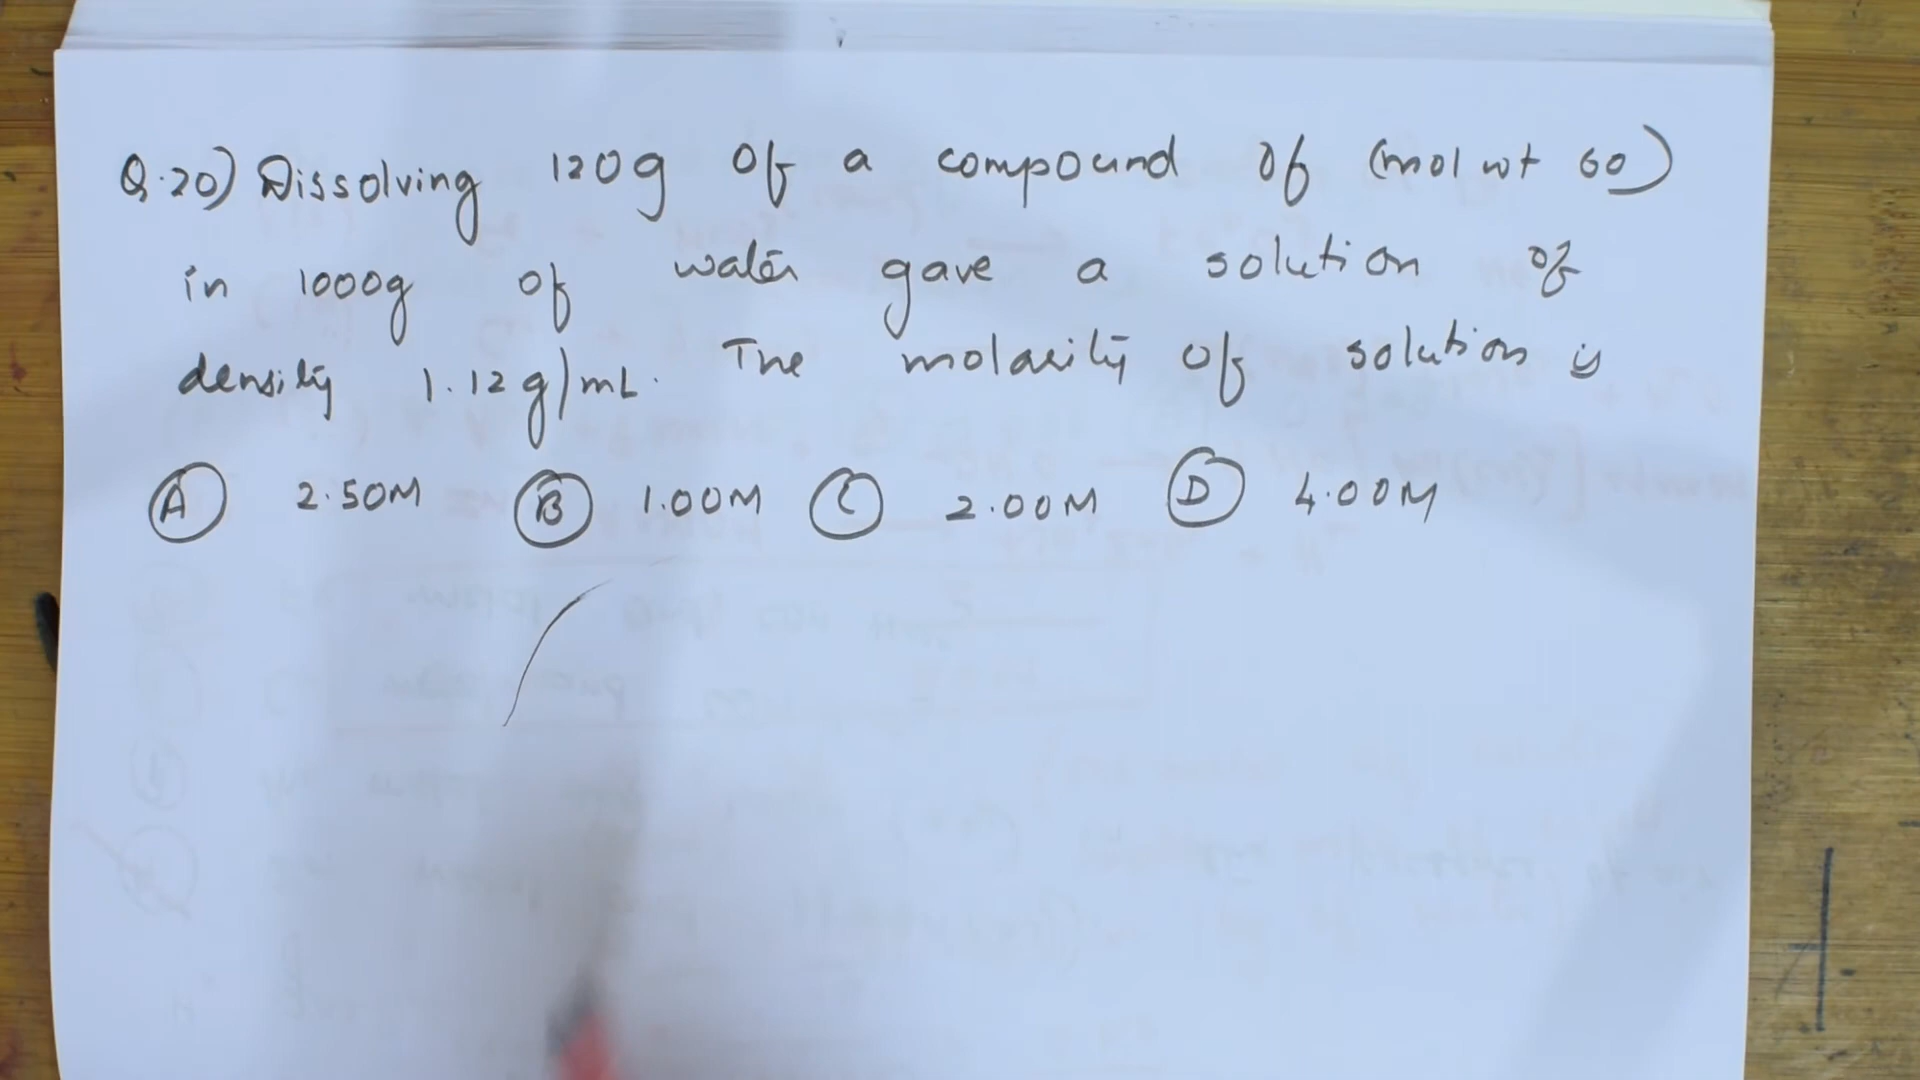 Q.20) Dissolving 120g of a compound of (mol wt 60)
in 1000g of water gave a solution of
density 1.12g/mL. The molarity of solution is
A 2.50M B 1.00M C 2.00M D 4.00M